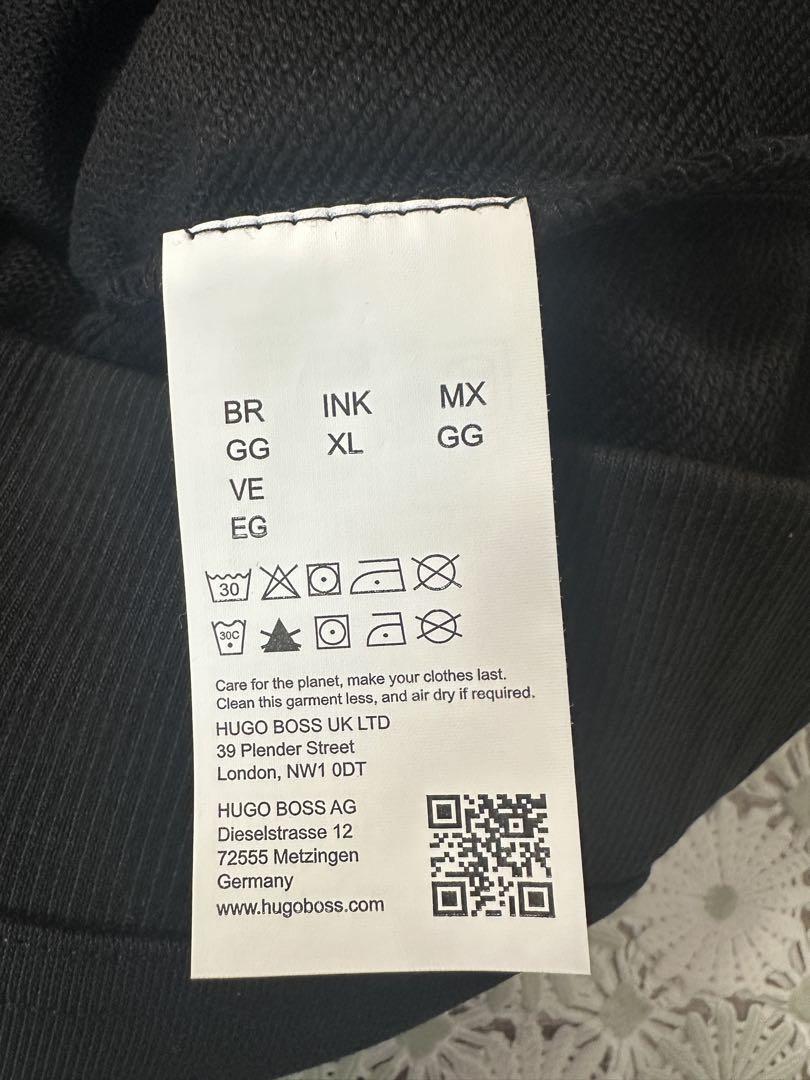 BR INK MX
GG XL GG
VE
EG
30
30C
Care for the planet, make your clothes last.
Clean this garment less, and air dry if required.
HUGO BOSS UK LTD
39 Plender Street
London, NW1 0DT
HUGO BOSS AG
Dieselstrasse 12
72555 Metzingen
Germany
www.hugoboss.com